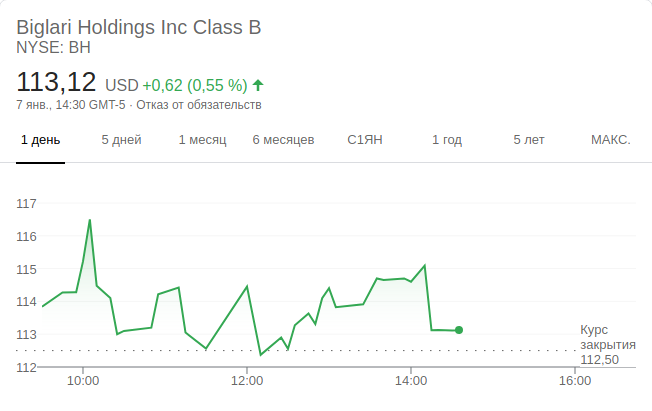 Biglari Holdings Inc Class B
NYSE: BH
113,12 USD +0,62 (0,55 %)
7 янв., 14:30 GMT-5 · Отказ от обязательств
1 день 5 дней 1 месяц 6 месяцев С1ЯН 1 год 5 лет МАКС.
117
116
115
114
113
112
Курс
закрытия
112,50
10:00 12:00 14:00 16:00